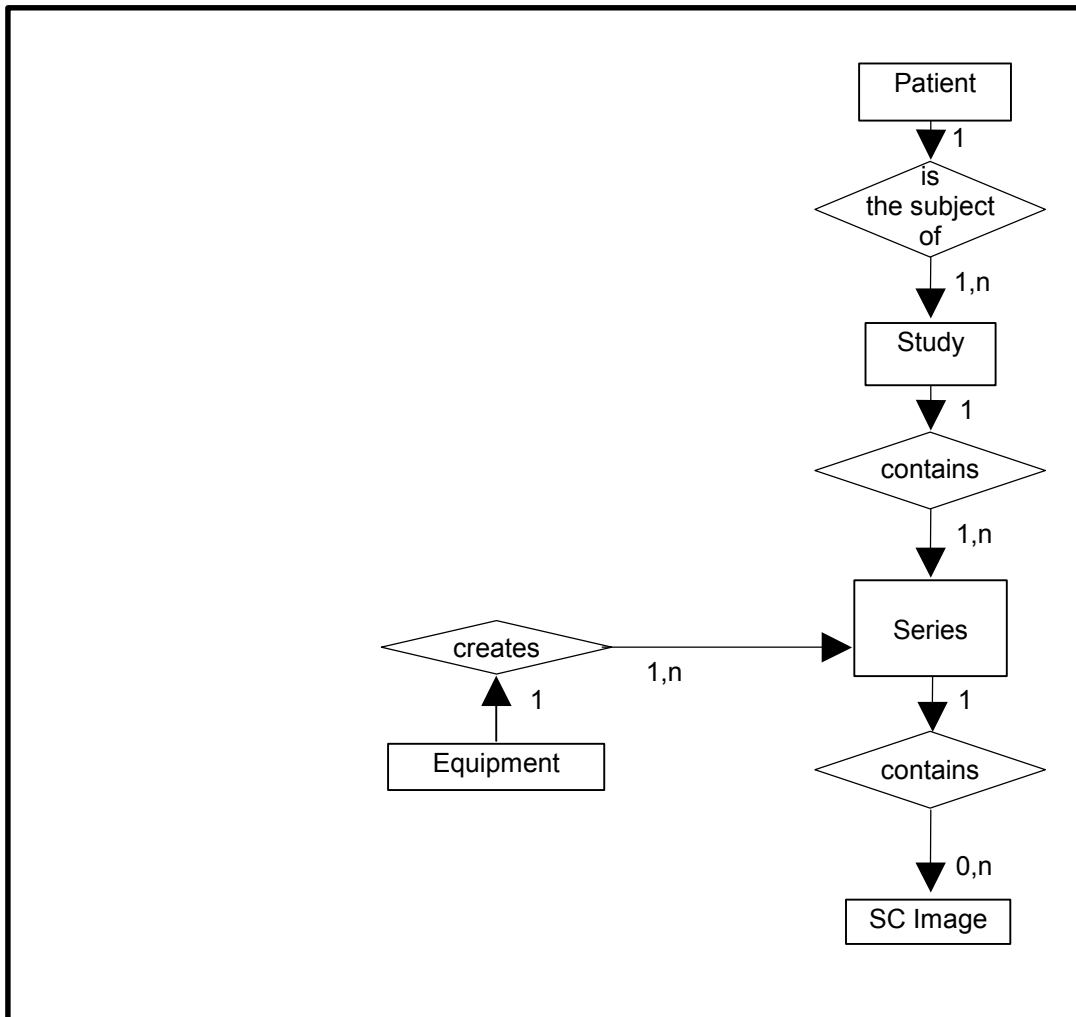 Patient
1
is
the subject
of
1,n
Study
1
contains
1,n
Series
creates
1,n
1
Equipment
1
contains
0,n
SC Image